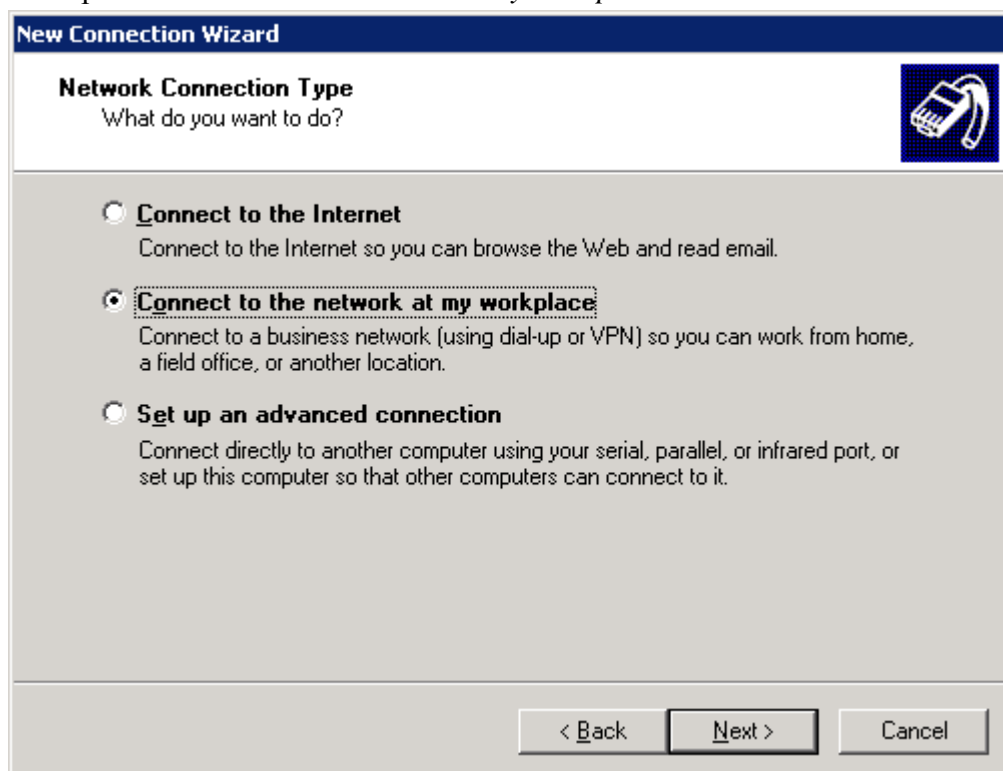 New Connection Wizard
Network Connection Type
What do you want to do?
Connect to the Internet
Connect to the Internet so you can browse the Web and read email.
Connect to the network at my workplace
Connect to a business network (using dial-up or VPN) so you can work from home,
a field office, or another location.
Set up an advanced connection
Connect directly to another computer using your serial, parallel, or infrared port, or
set up this computer so that other computers can connect to it.
< Back
Next >
Cancel